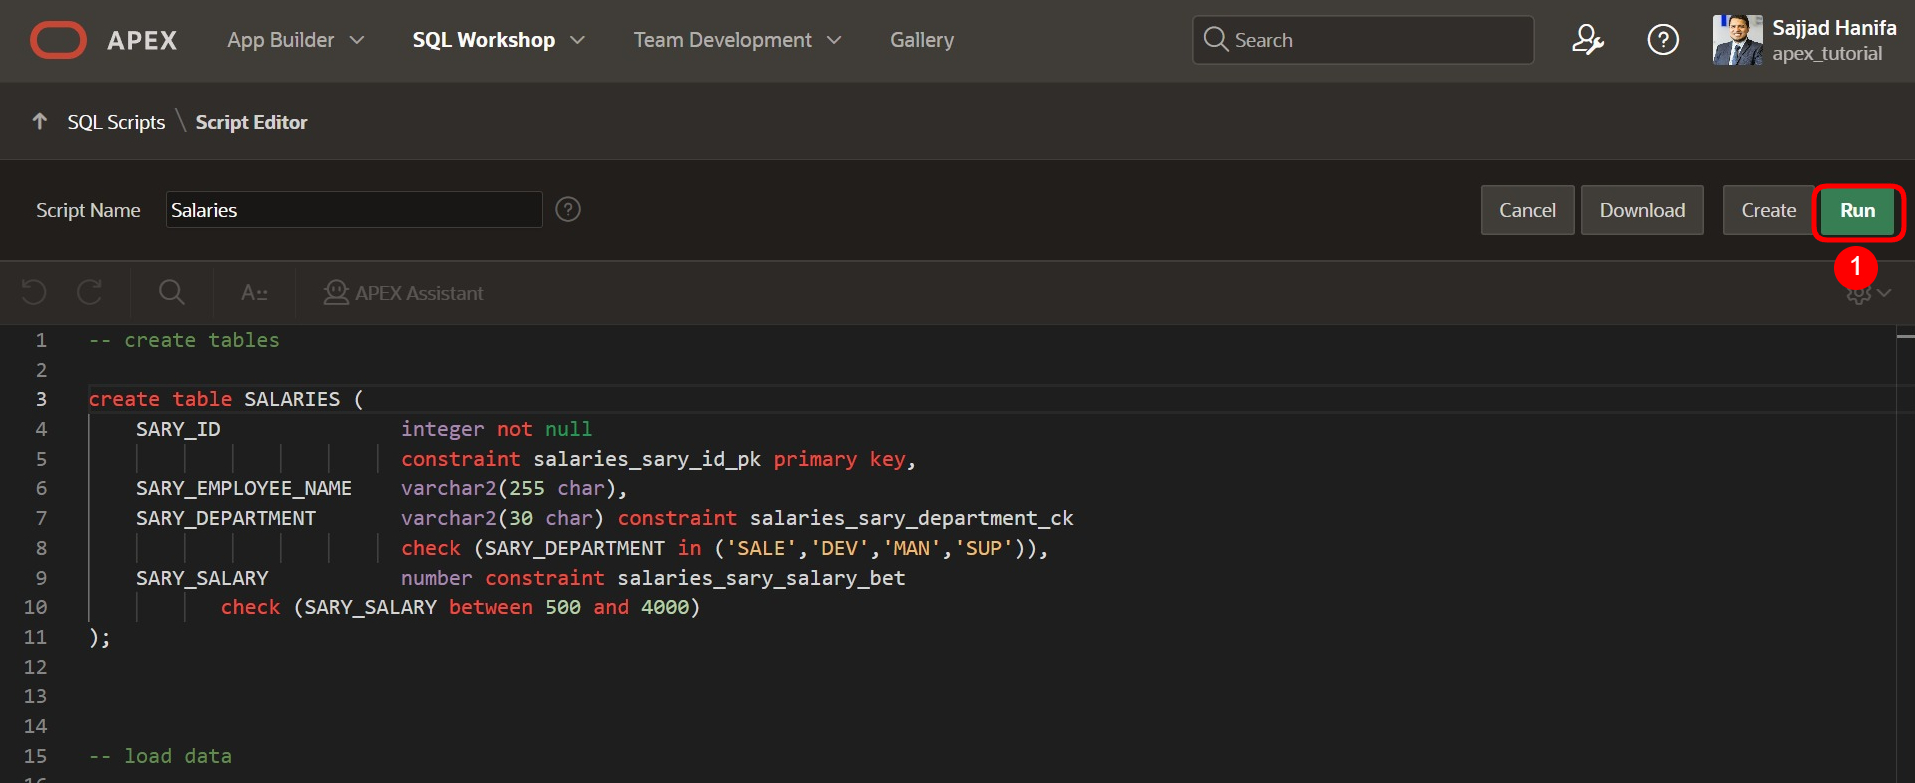 APEX App Builder SQL Workshop Team Development Gallery Search Sajjad Hanifa
apex_tutorial
SQL Scripts \ Script Editor
Script Name Salaries ? Cancel Download Create Run
1
A APEX Assistant
1 -- create tables
2
3 create table SALARIES (
4 SARY_ID integer not null
5 constraint salaries_sary_id_pk primary key,
6 SARY_EMPLOYEE_NAME varchar2(255 char),
7 SARY_DEPARTMENT varchar2(30 char) constraint salaries_sary_department_ck
8 check (SARY_DEPARTMENT in ('SALE','DEV','MAN','SUP')),
9 SARY_SALARY number constraint salaries_sary_salary_bet
10 check (SARY_SALARY between 500 and 4000)
11 );
12
13
14
15 -- load data